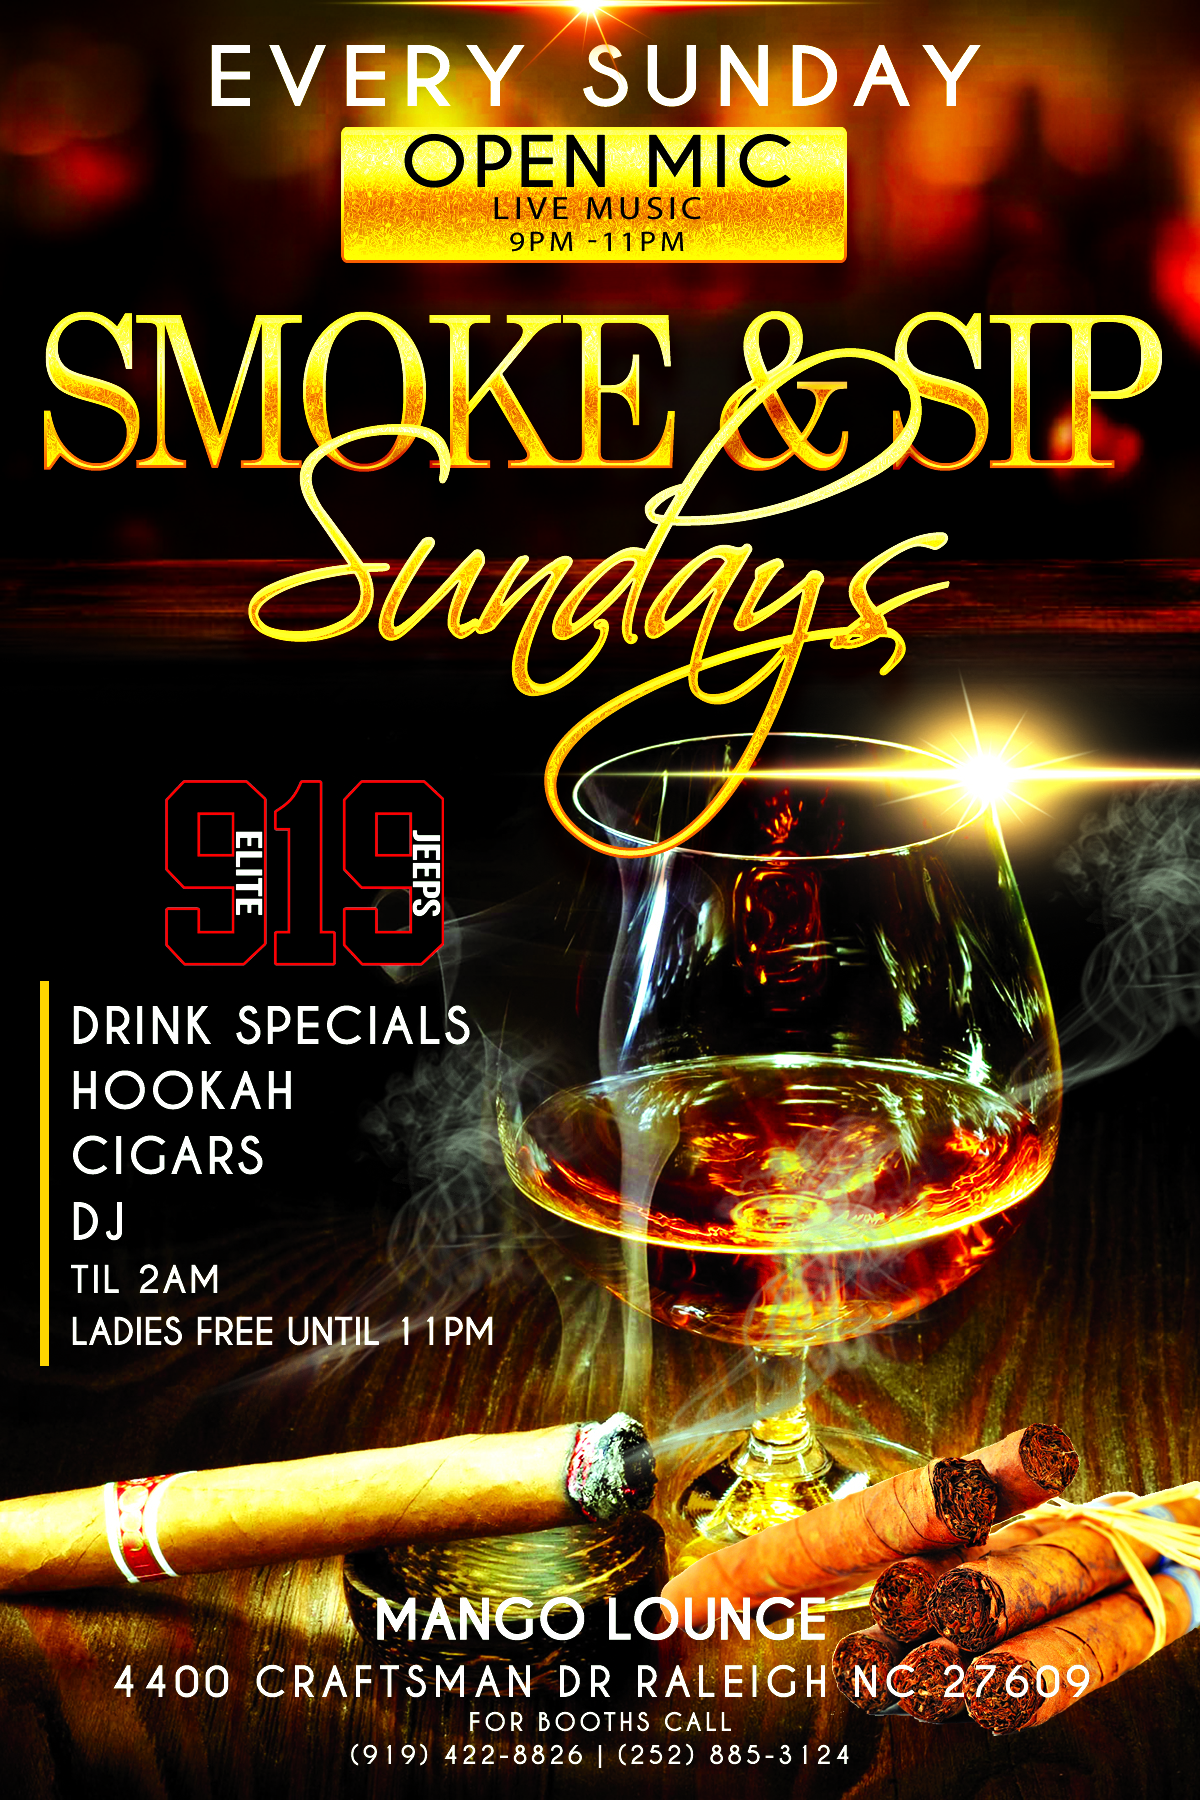 EVERY SUNDAY
OPEN MIC
LIVE MUSIC
9PM -11PM
SMOKE & SIP
Sundays
919
ELITE
JEEPS
DRINK SPECIALS
HOOKAH
CIGARS
DJ
TIL 2AM
LADIES FREE UNTIL 11PM
MANGO LOUNGE
4400 CRAFTSMAN DR RALEIGH NC 27609
FOR BOOTHS CALL
(919) 422-8826 | (252) 885-3124